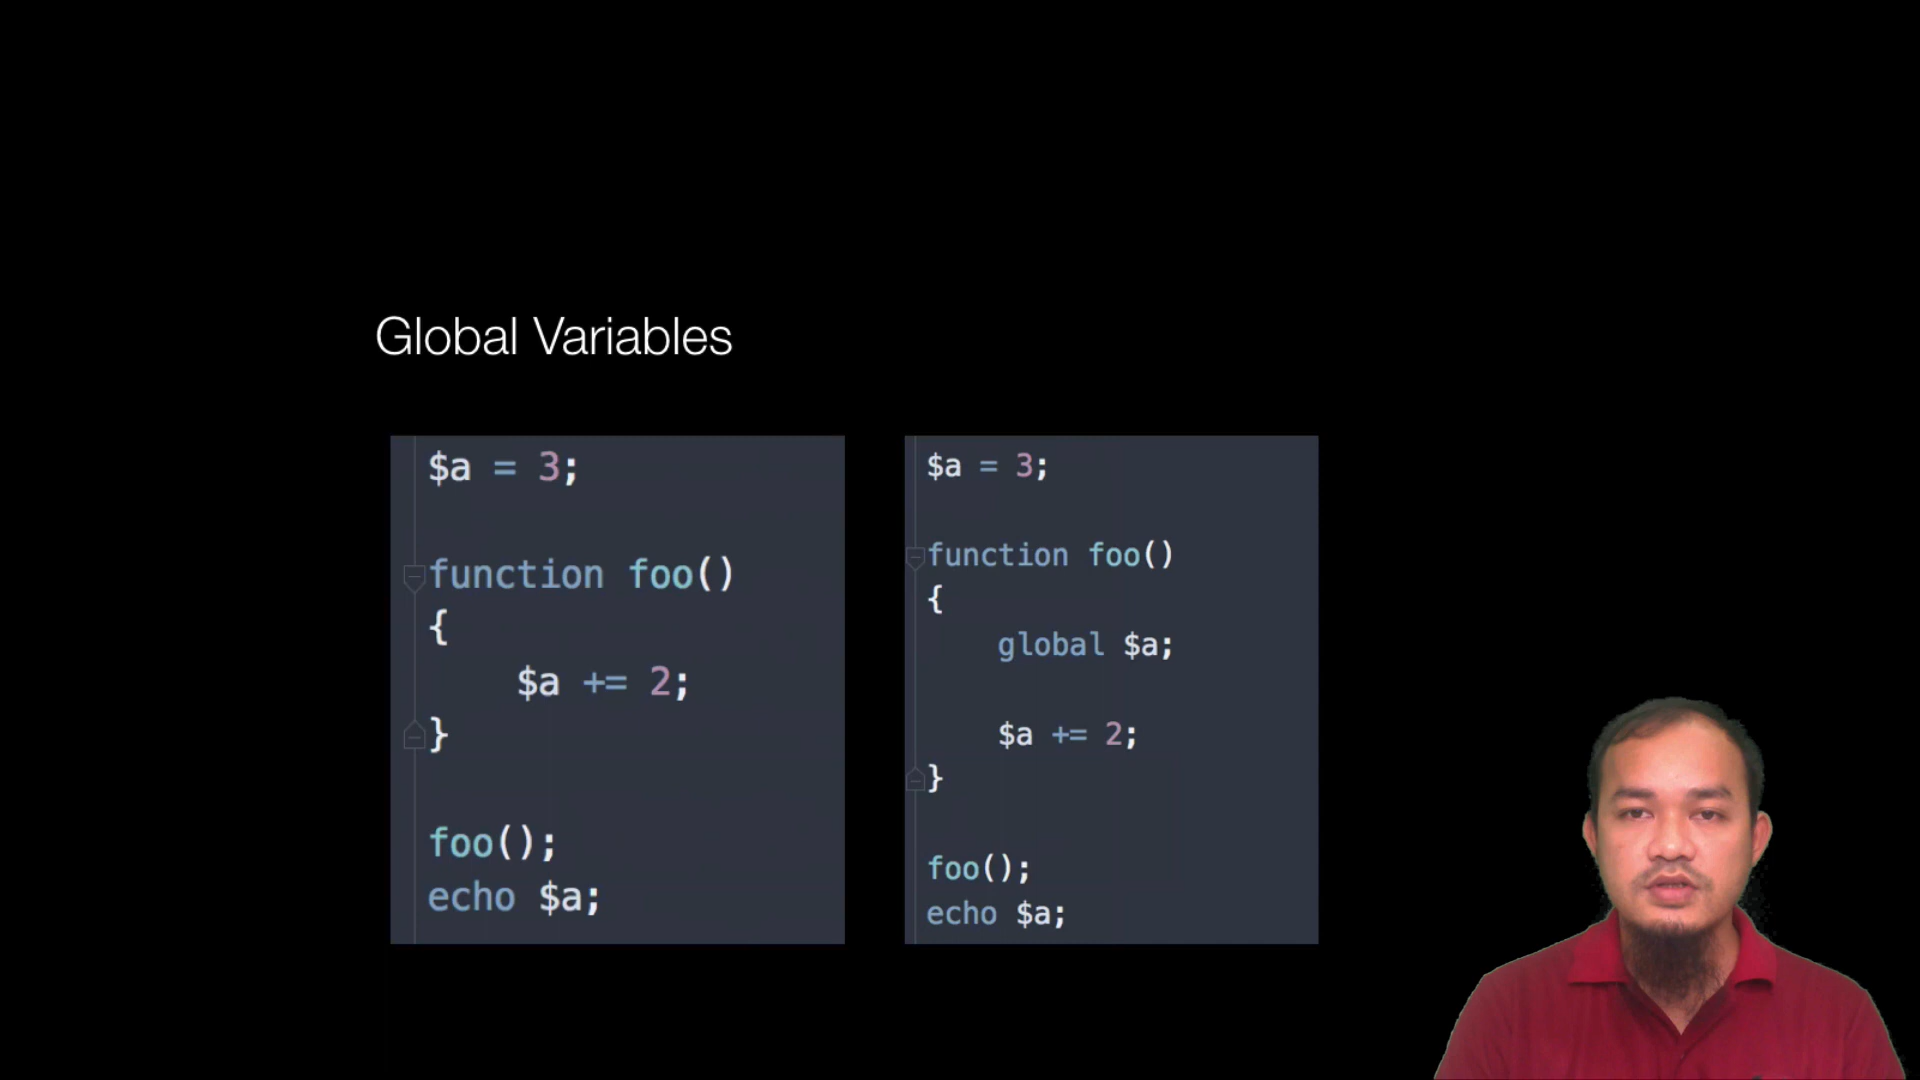 Global Variables
$a = 3;
function foo()
{
$a += 2;
}
foo();
echo $a;
$a = 3;
function foo()
{
global $a;
$a += 2;
}
foo();
echo $a;